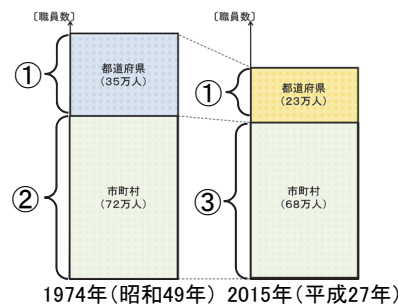 〔職員数〕
〔職員数〕
①
都道府県
（35万人）
①
都道府県
（23万人）
②
市町村
（72万人）
③
市町村
（68万人）
1974年（昭和49年）
2015年（平成27年）